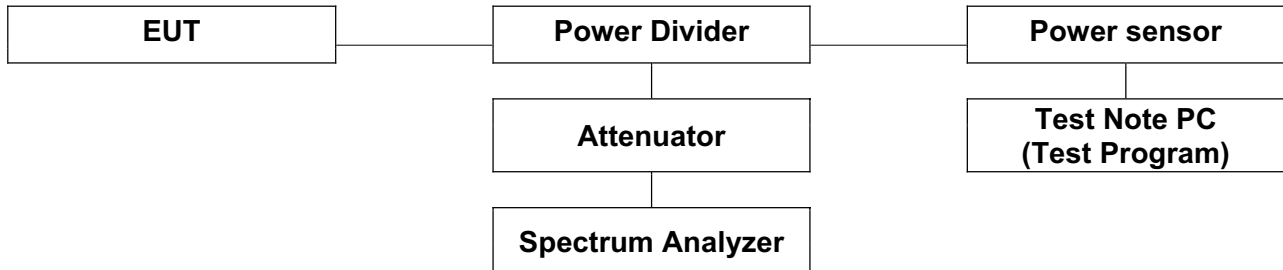 EUT
Power Divider
Power sensor
Attenuator
Test Note PC
(Test Program)
Spectrum Analyzer